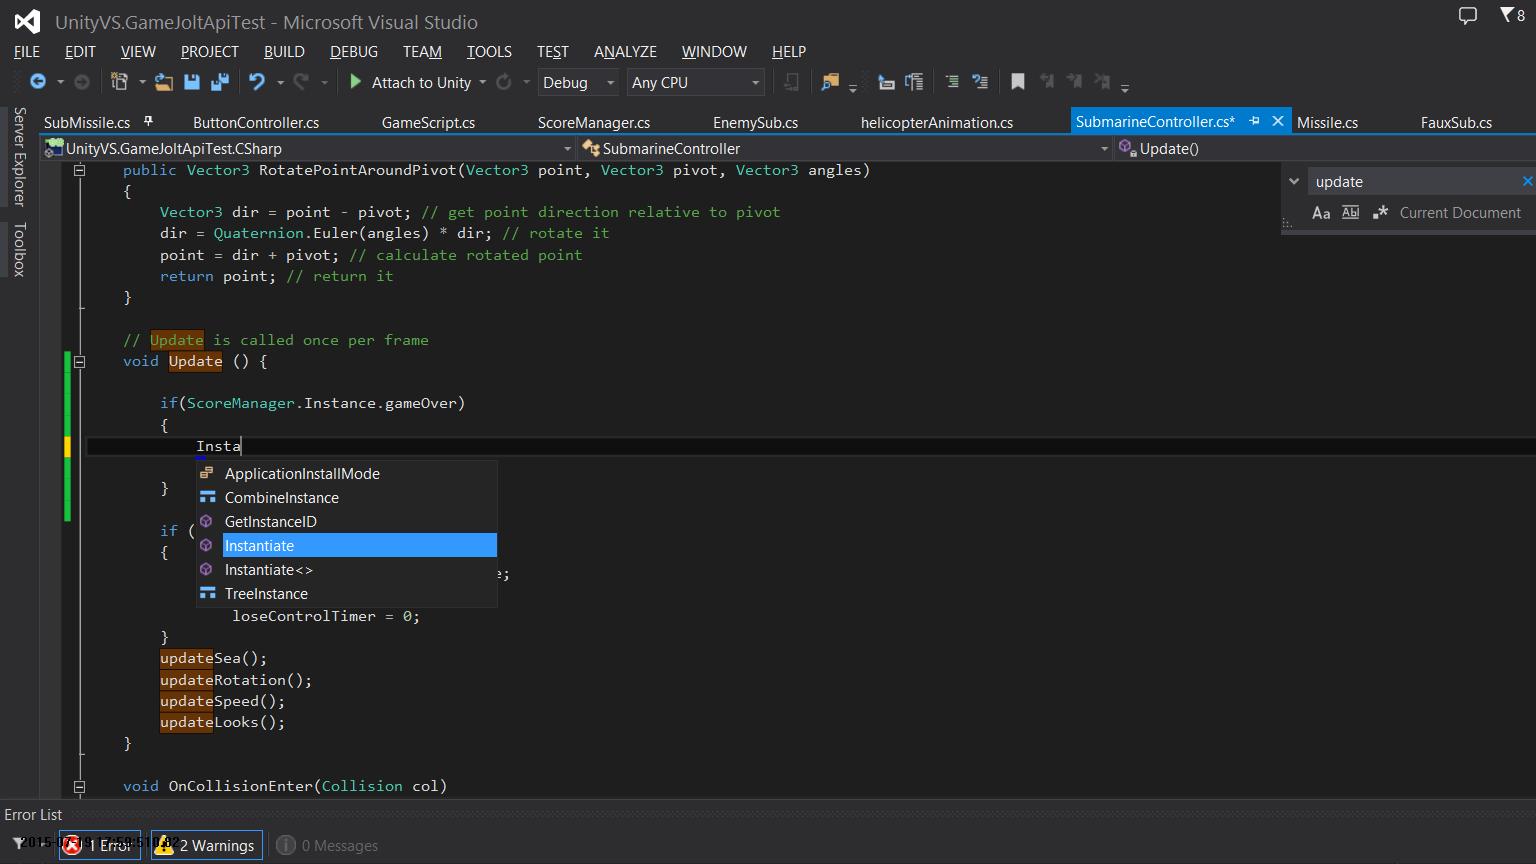 UnityVS.GameJoltApiTest - Microsoft Visual Studio
8
FILE EDIT VIEW PROJECT BUILD DEBUG TEAM TOOLS TEST ANALYZE WINDOW HELP
Attach to Unity Debug Any CPU
Server Explorer
Toolbox
SubMissile.cs ButtonController.cs GameScript.cs ScoreManager.cs EnemySub.cs helicopterAnimation.cs SubmarineController.cs* Missile.cs FauxSub.cs
UnityVS.GameJoltApiTest.CSharp SubmarineController Update()
update
Aa Abl .* Current Document
public Vector3 RotatePointAroundPivot(Vector3 point, Vector3 pivot, Vector3 angles)
{
Vector3 dir = point - pivot; // get point direction relative to pivot
dir = Quaternion.Euler(angles) * dir; // rotate it
point = dir + pivot; // calculate rotated point
return point; // return it
}
// Update is called once per frame
void Update () {
if(ScoreManager.Instance.gameOver)
{
Insta
ApplicationInstallMode
}
CombineInstance
GetInstanceID
if (
Instantiate
{
Instantiate<>
e;
TreeInstance
loseControlTimer = 0;
}
updateSea();
updateRotation();
updateSpeed();
updateLooks();
}
void OnCollisionEnter(Collision col)
Error List
1 Error 2 Warnings 0 Messages